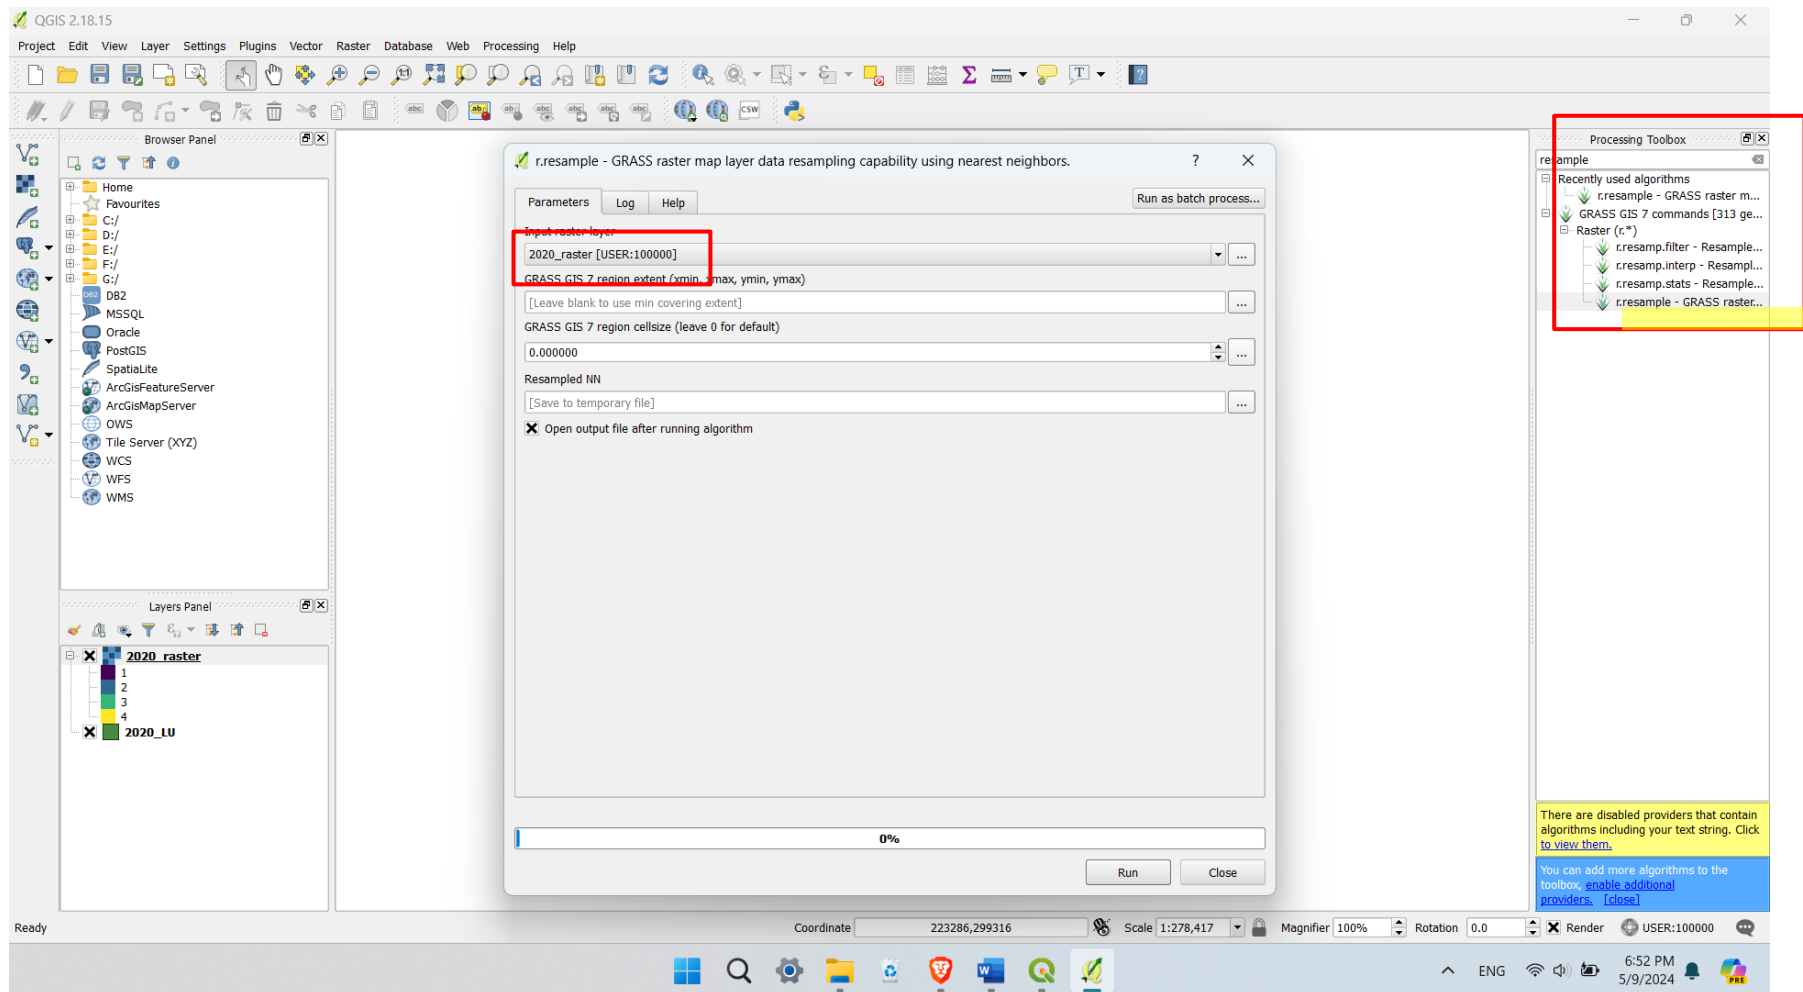 QGIS 2.18.15
Project Edit View Layer Settings Plugins Vector Raster Database Web Processing Help
Browser Panel
Home
Favourites
C:/
D:/
E:/
F:/
G:/
DB2
MSSQL
Oracle
PostGIS
SpatiaLite
ArcGisFeatureServer
ArcGisMapServer
OWS
Tile Server (XYZ)
WCS
WFS
WMS
Layers Panel
2020_raster
1
2
3
4
2020_LU
r.resample - GRASS raster map layer data resampling capability using nearest neighbors.
Parameters Log Help
Run as batch process...
Input raster layer
2020_raster [USER:100000]
GRASS GIS 7 region extent (xmin, xmax, ymin, ymax)
[Leave blank to use min covering extent]
GRASS GIS 7 region cellsize (leave 0 for default)
0.000000
Resampled NN
[Save to temporary file]
Open output file after running algorithm
0%
Run Close
Processing Toolbox
resample
Recently used algorithms
r.resample - GRASS raster m...
GRASS GIS 7 commands [313 ge...
Raster (r.*)
r.resamp.filter - Resample...
r.resamp.interp - Resampl...
r.resamp.stats - Resample...
r.resample - GRASS raster...
There are disabled providers that contain
algorithms including your text string. Click
to view them.
You can add more algorithms to the
toolbox, enable additional
providers. [close]
Ready
Coordinate 223286,299316 Scale 1:278,417 Magnifier 100% Rotation 0.0 Render USER:100000
ENG
6:52 PM
5/9/2024